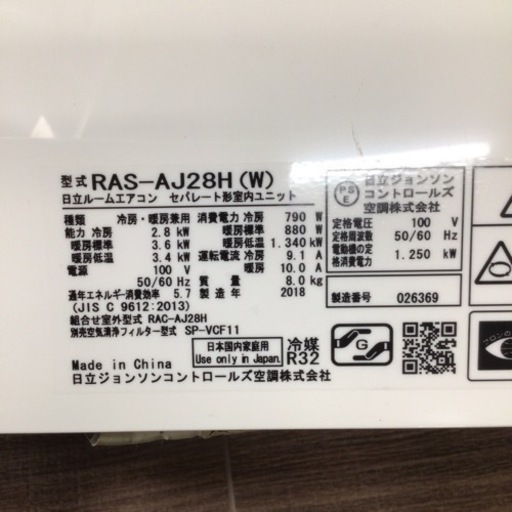 型式 RAS-AJ28H(W)
日立ルームエアコン セパレート形室内ユニット
種類 冷房・暖房兼用 消費電力 冷房 790 W
能力 冷房 2.8 kW 暖房標準 880 W
暖房標準 3.6 kW 暖房低温 1.340 kW
暖房低温 3.4 kW 運転電流 冷房 9.1 A
電源 100 V 暖房 10.0 A
50/60 Hz 質量 8.0 kg
通年エネルギー消費効率 5.7 製造年 2018
(JIS C 9612:2013)
組合せ室外型式 RAC-AJ28H
別売空気清浄フィルター型式 SP-VCF11
Made in China
日本国内家庭用
Use only in Japan.
冷媒
R32
日立ジョンソンコントロールズ空調株式会社
PS
E
日立ジョンソン
コントロールズ
空調株式会社
定格電圧 100 V
定格周波数 50/60 Hz
電動機の定格消費電力 1.250 kW
製造番号 026369
G